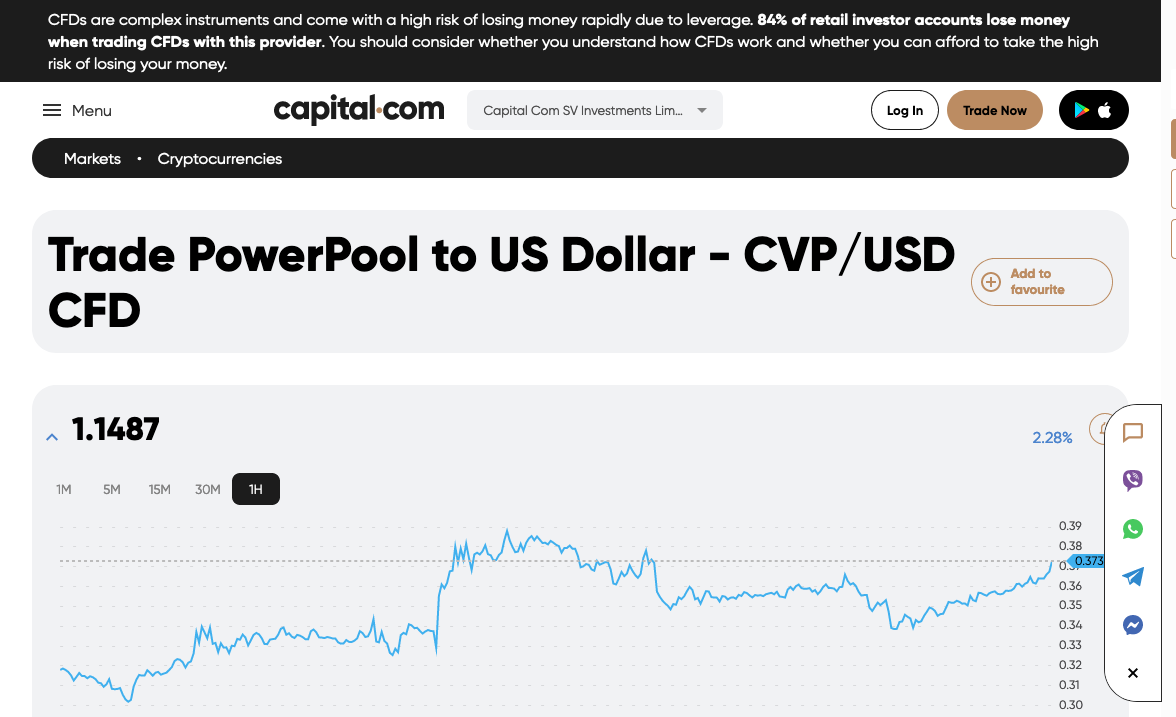 CFDs are complex instruments and come with a high risk of losing money rapidly due to leverage. 84% of retail investor accounts lose money
when trading CFDs with this provider. You should consider whether you understand how CFDs work and whether you can afford to take the high
risk of losing your money.
Menu
capital.com
Capital Com SV Investments Lim...
Log In
Trade Now
Markets • Cryptocurrencies
Trade PowerPool to US Dollar - CVP/USD
CFD
Add to
favourite
1.1487
2.28%
1M 5M 15M 30M 1H
0.39
0.38
0.373
0.36
0.35
0.34
0.33
0.32
0.31
0.30